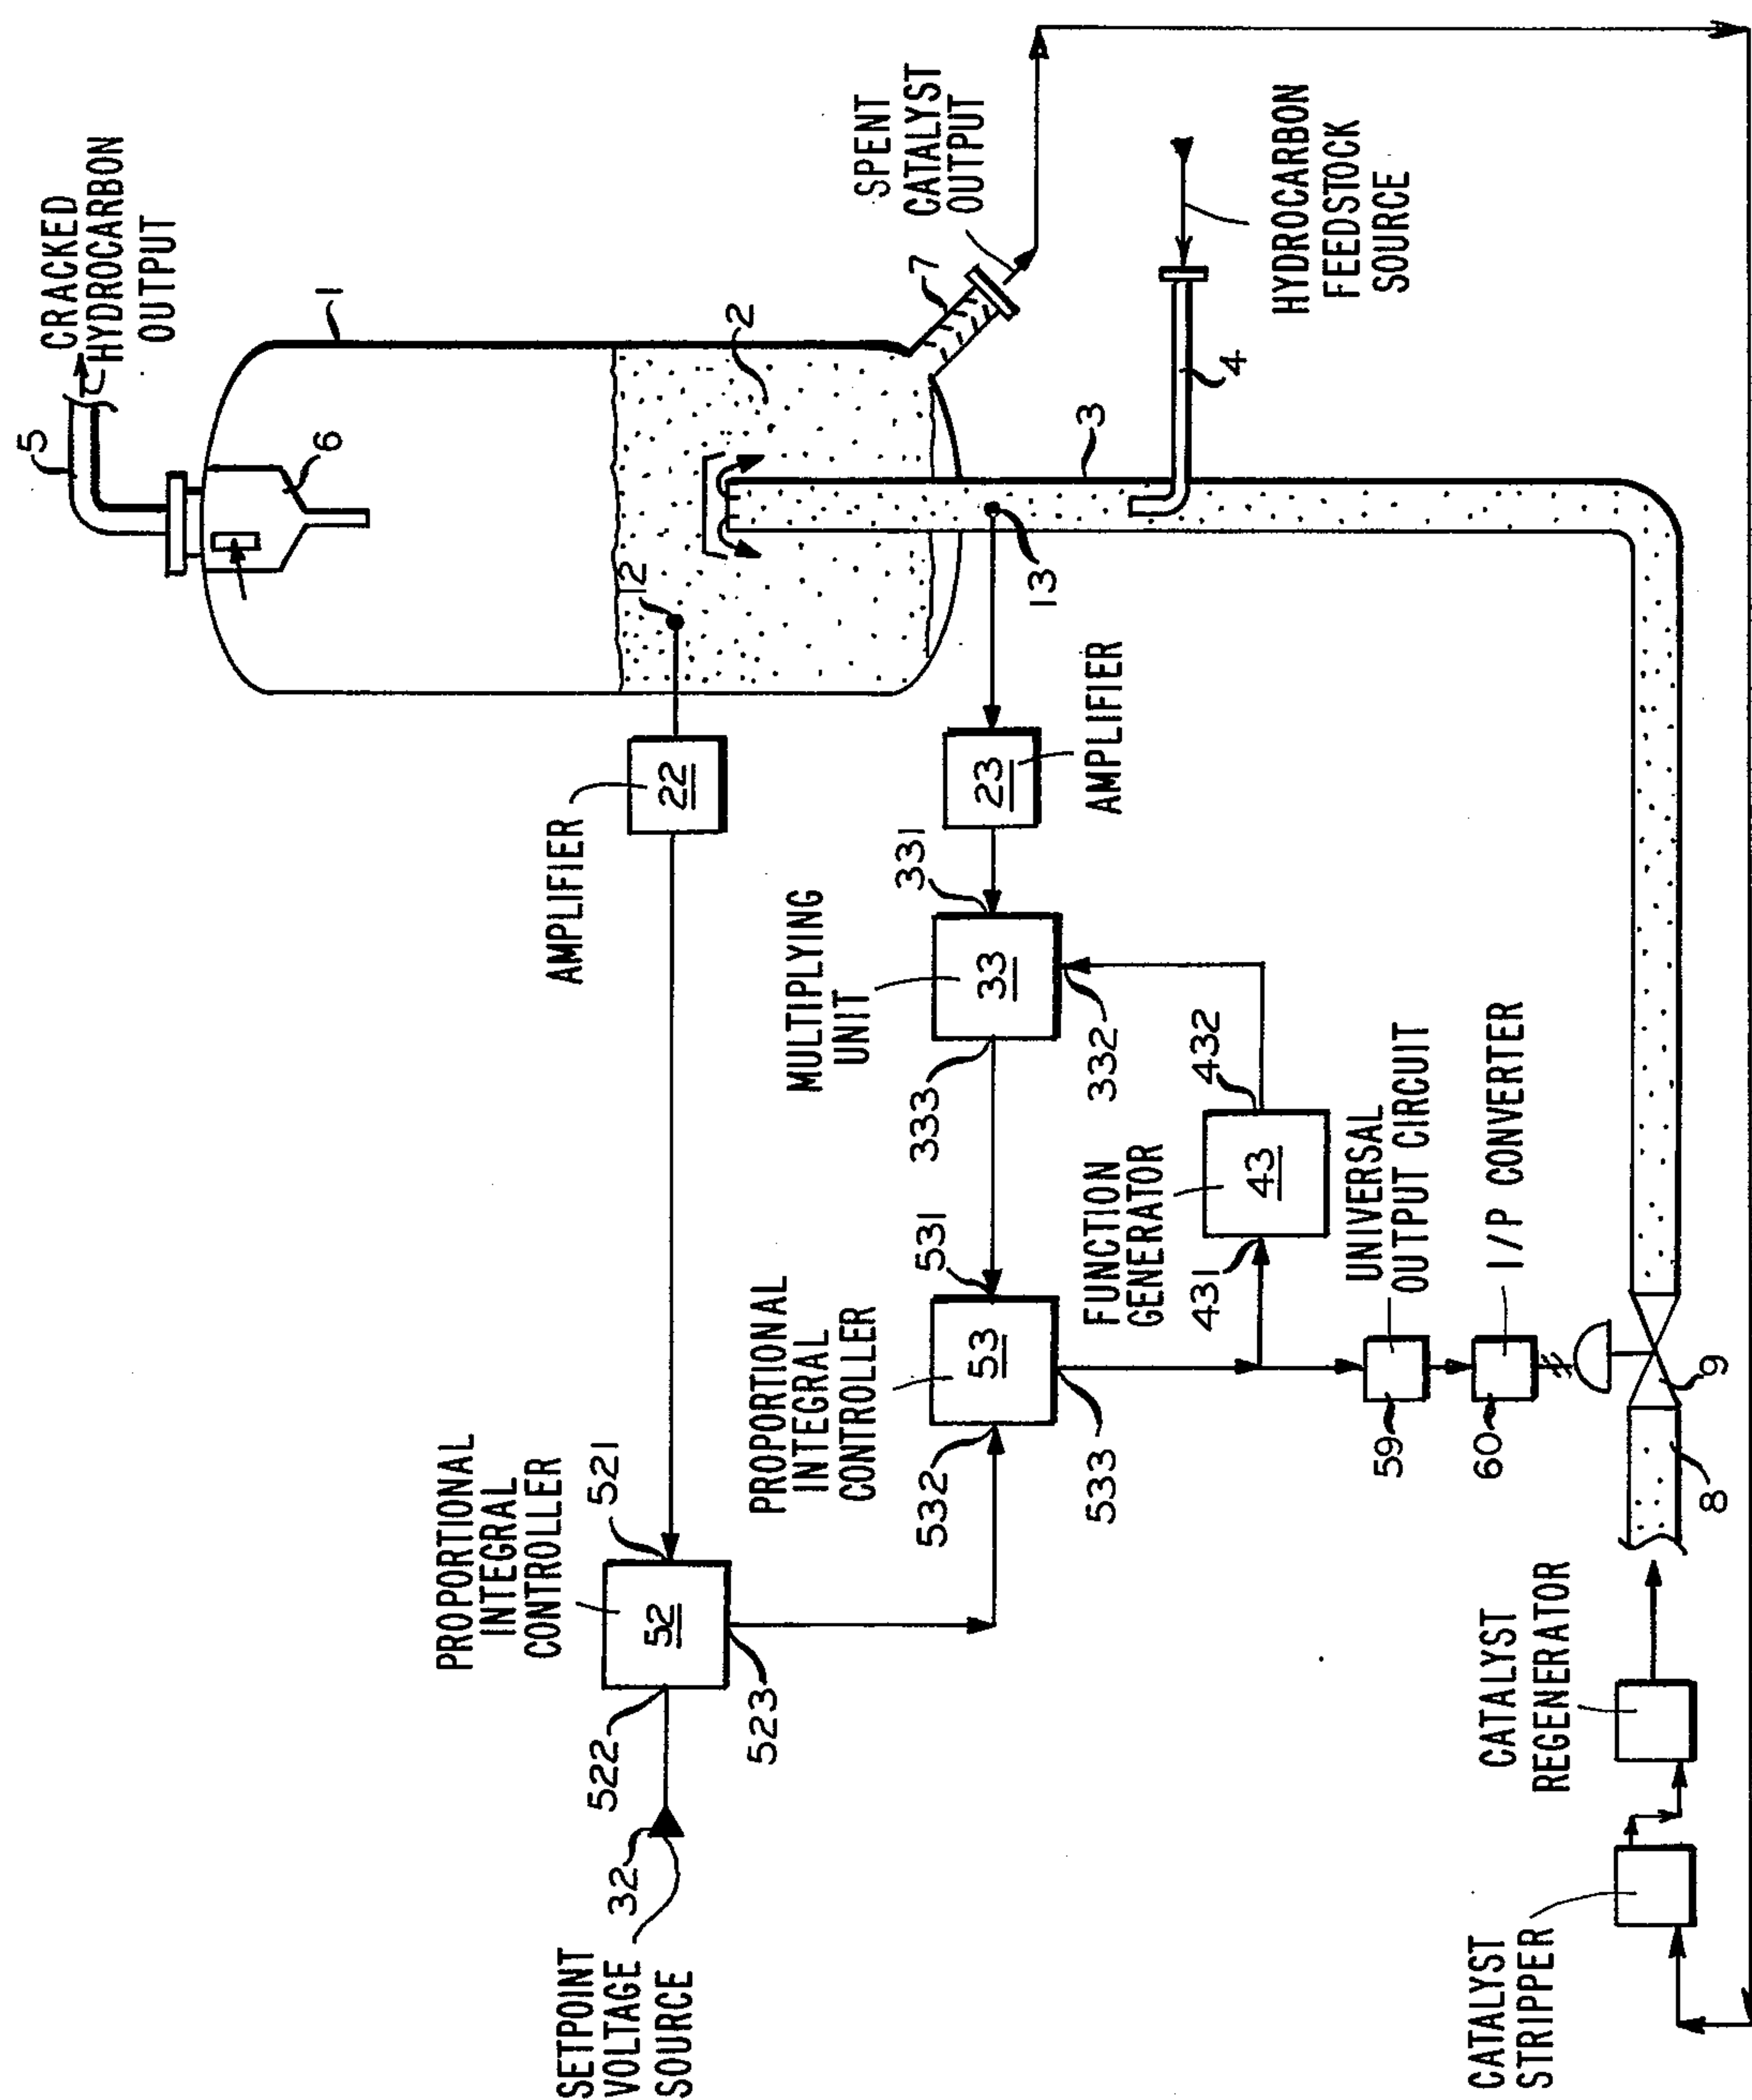 CRACKED
HYDROCARBON
OUTPUT
5
1
6
2
12
7
SPENT
CATALYST
OUTPUT
3
4
13
HYDROCARBON
FEEDSTOCK
SOURCE
AMPLIFIER
22
23
AMPLIFIER
331
MULTIPLYING
UNIT
33
333
332
432
FUNCTION
GENERATOR
43
431
531
PROPORTIONAL
INTEGRAL
CONTROLLER
53
532
533
UNIVERSAL
OUTPUT CIRCUIT
59
I/P CONVERTER
60
9
8
PROPORTIONAL
INTEGRAL
CONTROLLER
521
52
522
523
32
SETPOINT
VOLTAGE
SOURCE
CATALYST
REGENERATOR
CATALYST
STRIPPER